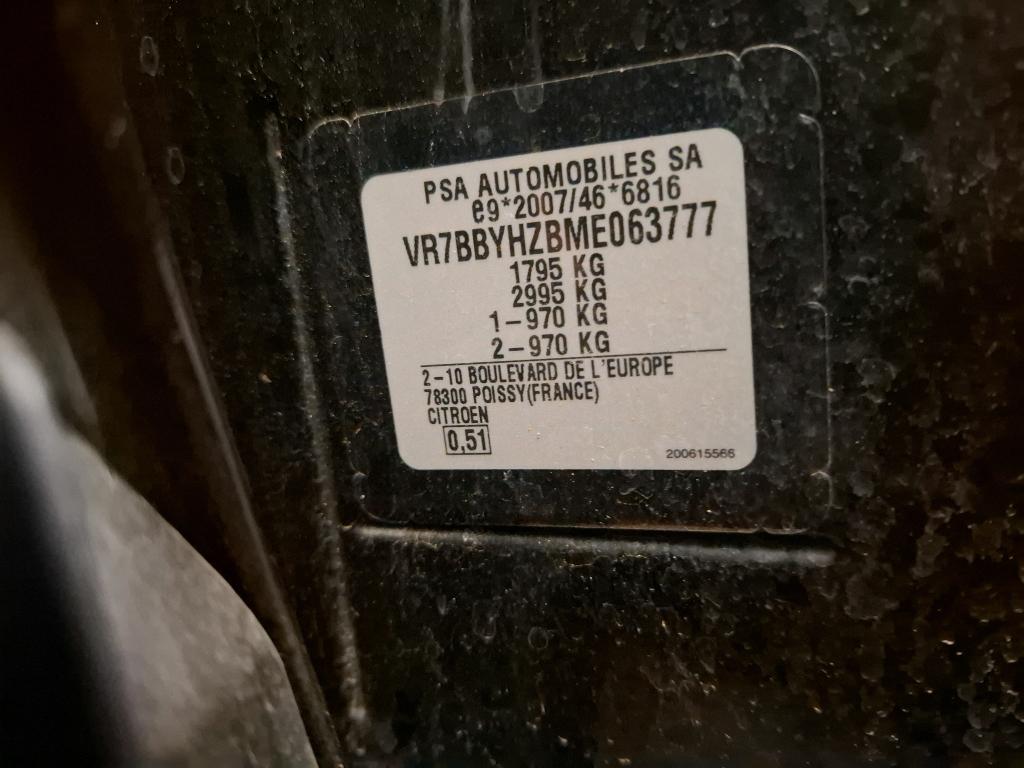 PSA AUTOMOBILES SA
e9*2007/46*6816
VR7BBYHZBME063777
1795 KG
2995 KG
1-970 KG
2-970 KG
2-10 BOULEVARD DE L'EUROPE
78300 POISSY(FRANCE)
CITROEN
0,51
200615566